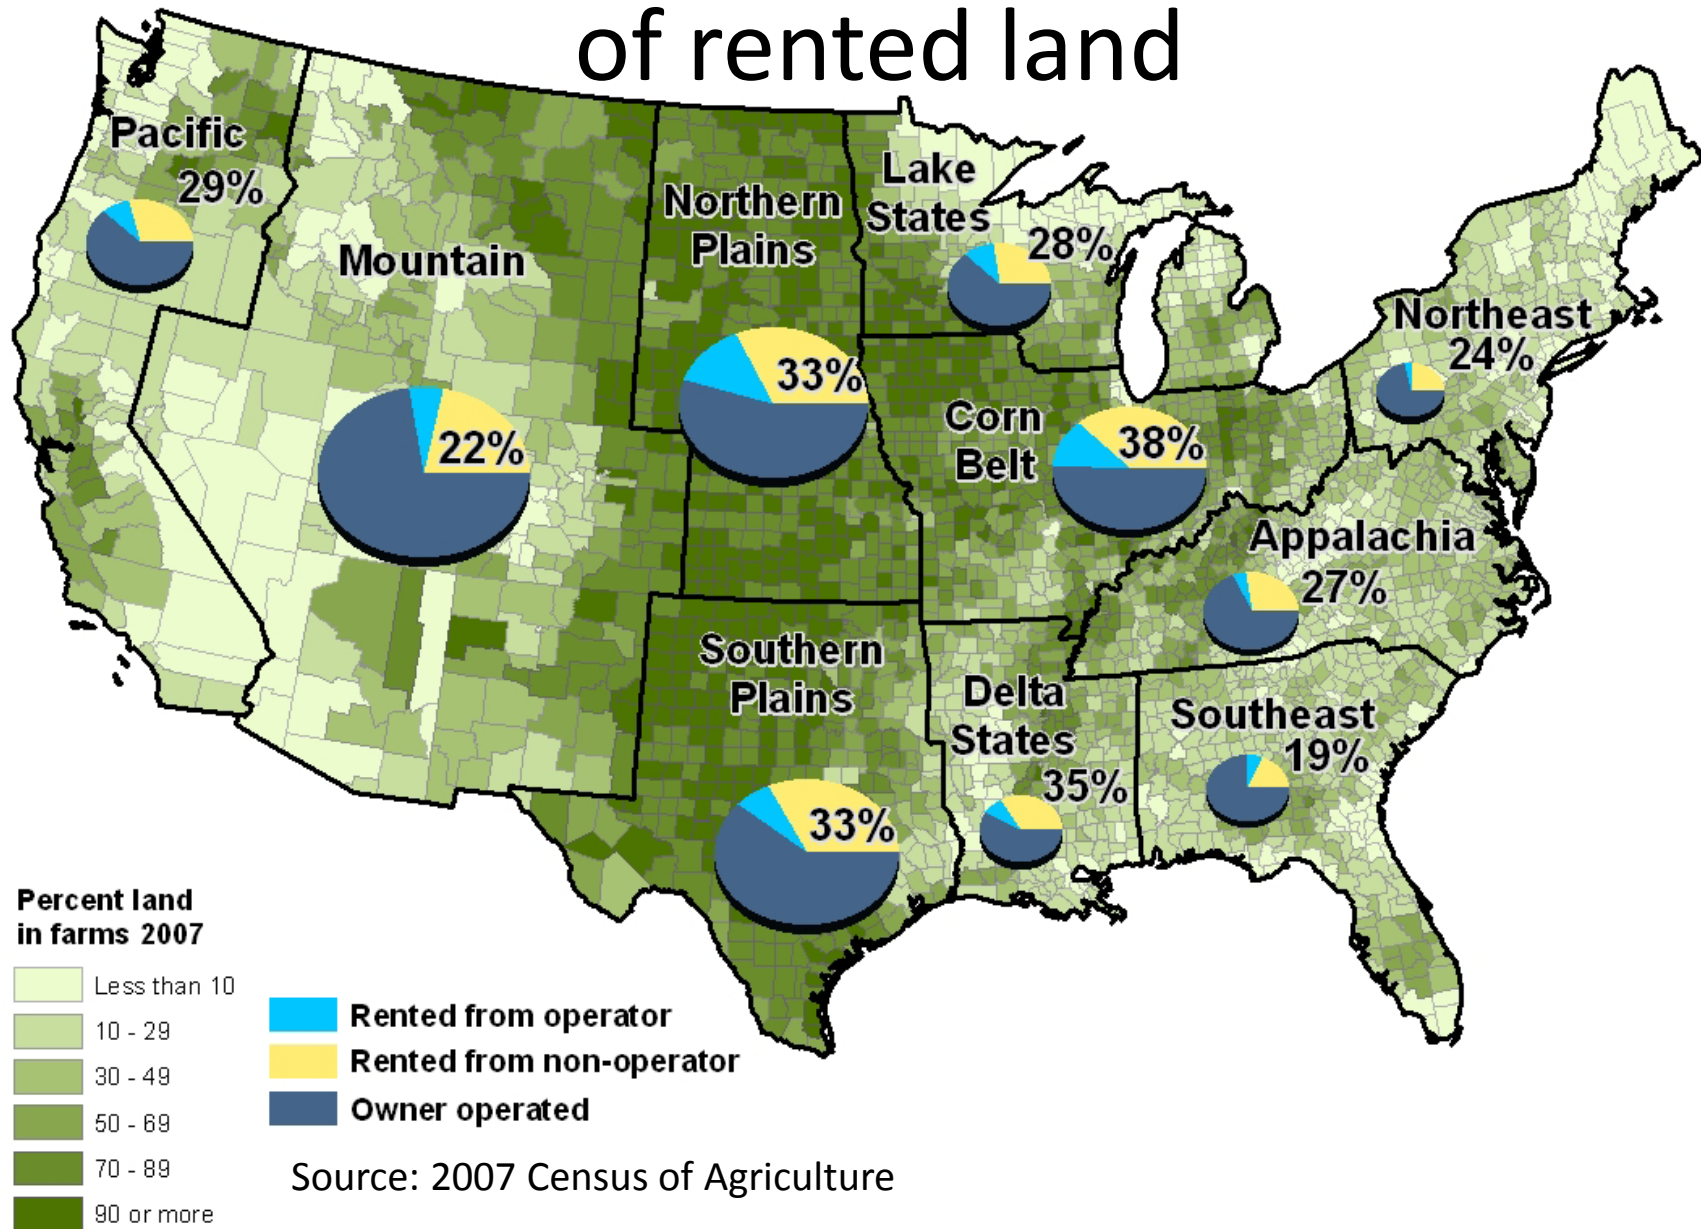 of rented land
Pacific
29%
Mountain
22%
Northern
Plains
33%
Lake
States
28%
Northeast
24%
Corn
Belt
38%
Appalachia
27%
Southern
Plains
33%
Delta
States
35%
Southeast
19%
Percent land
in farms 2007
Less than 10
10 - 29
30 - 49
50 - 69
70 - 89
90 or more
Rented from operator
Rented from non-operator
Owner operated
Source: 2007 Census of Agriculture